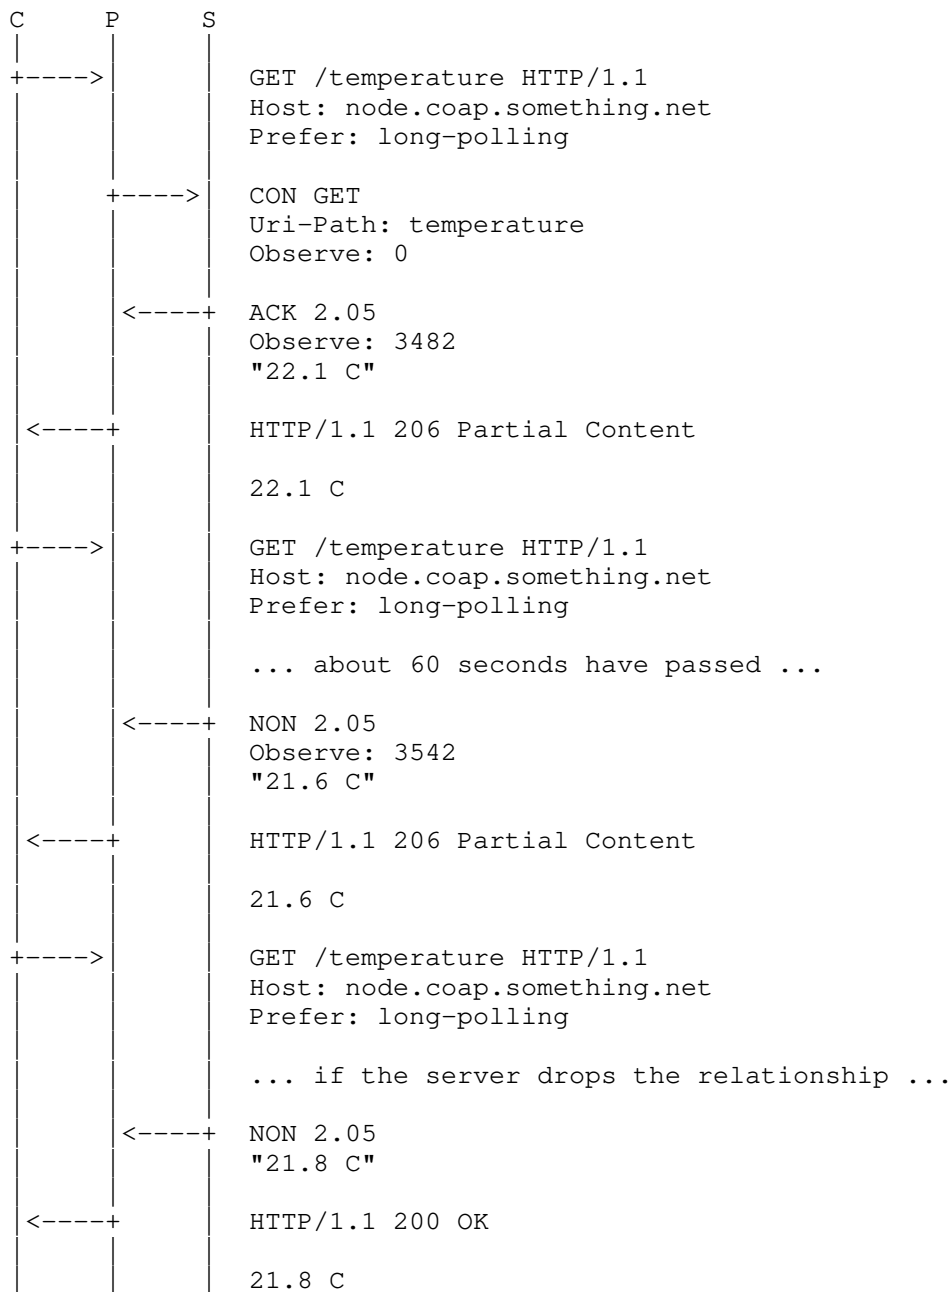 C P S
GET /temperature HTTP/1.1
Host: node.coap.something.net
Prefer: long-polling
CON GET
Uri-Path: temperature
Observe: 0
ACK 2.05
Observe: 3482
"22.1 C"
HTTP/1.1 206 Partial Content
22.1 C
GET /temperature HTTP/1.1
Host: node.coap.something.net
Prefer: long-polling
... about 60 seconds have passed ...
NON 2.05
Observe: 3542
"21.6 C"
HTTP/1.1 206 Partial Content
21.6 C
GET /temperature HTTP/1.1
Host: node.coap.something.net
Prefer: long-polling
... if the server drops the relationship ...
NON 2.05
"21.8 C"
HTTP/1.1 200 OK
21.8 C